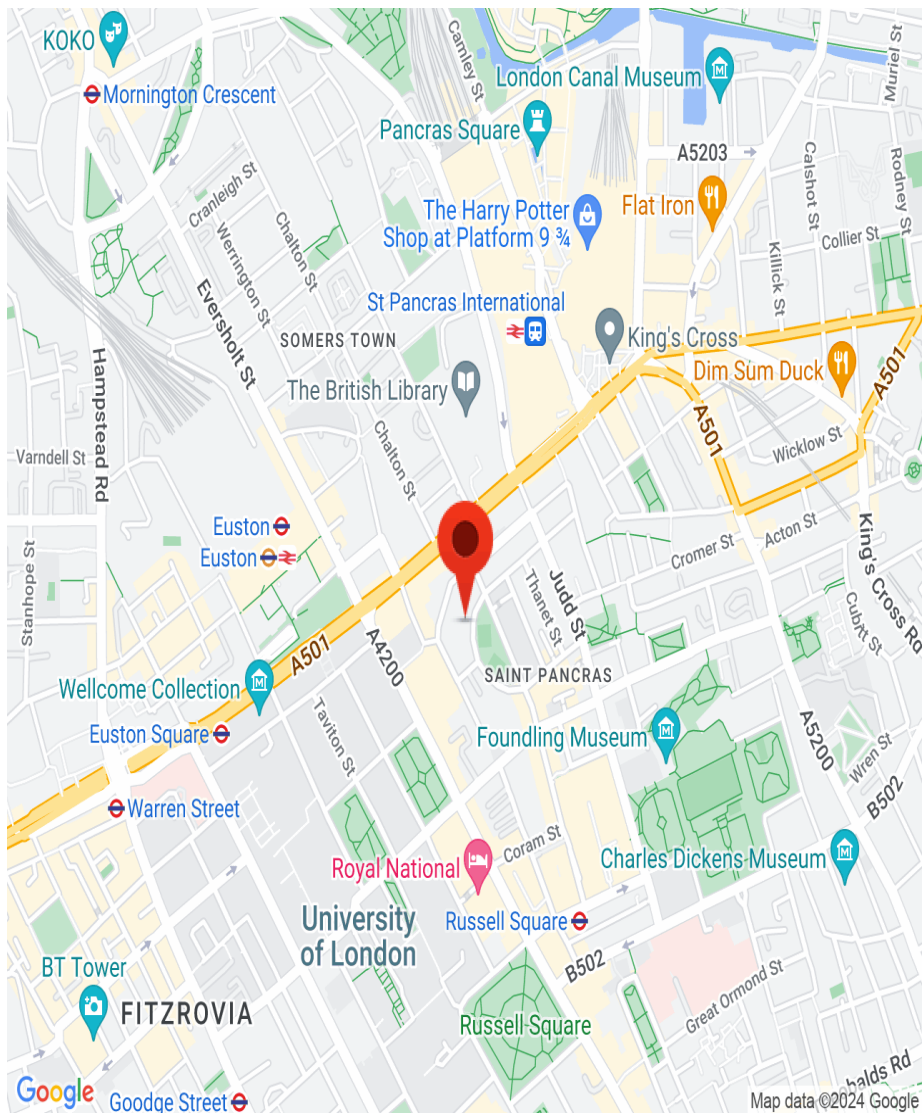 KOKO
Mornington Crescent
Camley St
London Canal Museum
Muriel St
Pancras Square
A5203
Calshot St
Rodney St
Cranleigh St
Werrington St
Chalton St
The Harry Potter
Shop at Platform 9 ¾
Flat Iron
Killick St
Collier St
Eversholt St
St Pancras International
SOMERS TOWN
King's Cross
Hampstead Rd
The British Library
Dim Sum Duck
A501
A501
Chalton St
Varndell St
Wicklow St
Euston
Euston
Stanhope St
Cromer St
Acton St
King's Cross Rd
Judd St
Thanet St
Cubitt St
A501
A4200
SAINT PANCRAS
Wellcome Collection
Taviton St
Euston Square
Foundling Museum
A5200
Wren St
Warren Street
B502
Coram St
Royal National
Charles Dickens Museum
University
of London
Russell Square
BT Tower
B502
Great Ormond St
FITZROVIA
Russell Square
Google
Goodge Street
balds Rd
Map data ©2024 Google